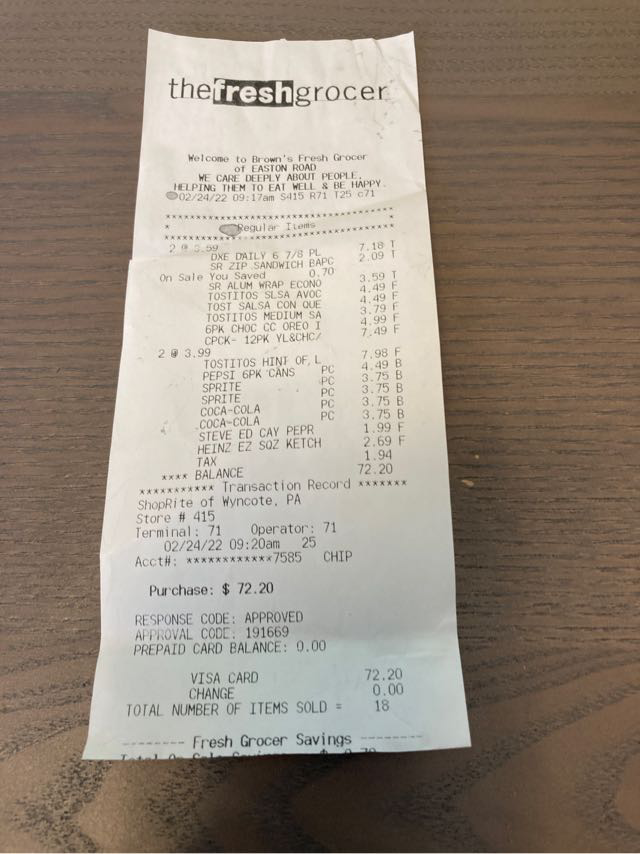 thefreshgrocer
Welcome to Brown's Fresh Grocer
of EASTON ROAD
WE CARE DEEPLY ABOUT PEOPLE,
HELPING THEM TO EAT WELL & BE HAPPY.
02/24/22 09:17am S415 R71 T25 c71
****************************************
* Regular Items *
****************************************
2 @ 3.59
DXE DAILY 6 7/8 PL 7.18 T
SR ZIP SANDWICH BAPC 2.09 T
On Sale You Saved 0.70
SR ALUM WRAP ECONO 3.59 T
TOSTITOS SLSA AVOC 4.49 F
TOST SALSA CON QUE 4.49 F
TOSTITOS MEDIUM SA 3.79 F
6PK CHOC CC OREO I 4.99 F
CPCK- 12PK YL&CHC/ 7.49 F
2 @ 3.99
TOSTITOS HINT OF L 7.98 F
PEPSI 6PK CANS PC 4.49 B
SPRITE PC 3.75 B
SPRITE PC 3.75 B
COCA-COLA PC 3.75 B
COCA-COLA PC 3.75 B
STEVE ED CAY PEPR 1.99 F
HEINZ EZ SQZ KETCH 2.69 F
TAX 1.94
**** BALANCE 72.20
*********** Transaction Record *******
ShopRite of Wyncote, PA
Store # 415
Terminal: 71 Operator: 71
02/24/22 09:20am 25
Acct#: ************7585 CHIP
Purchase: $ 72.20
RESPONSE CODE: APPROVED
APPROVAL CODE: 191669
PREPAID CARD BALANCE: 0.00
VISA CARD 72.20
CHANGE 0.00
TOTAL NUMBER OF ITEMS SOLD = 18
-------- Fresh Grocer Savings --------
Total On Sale Savings $ 0.70